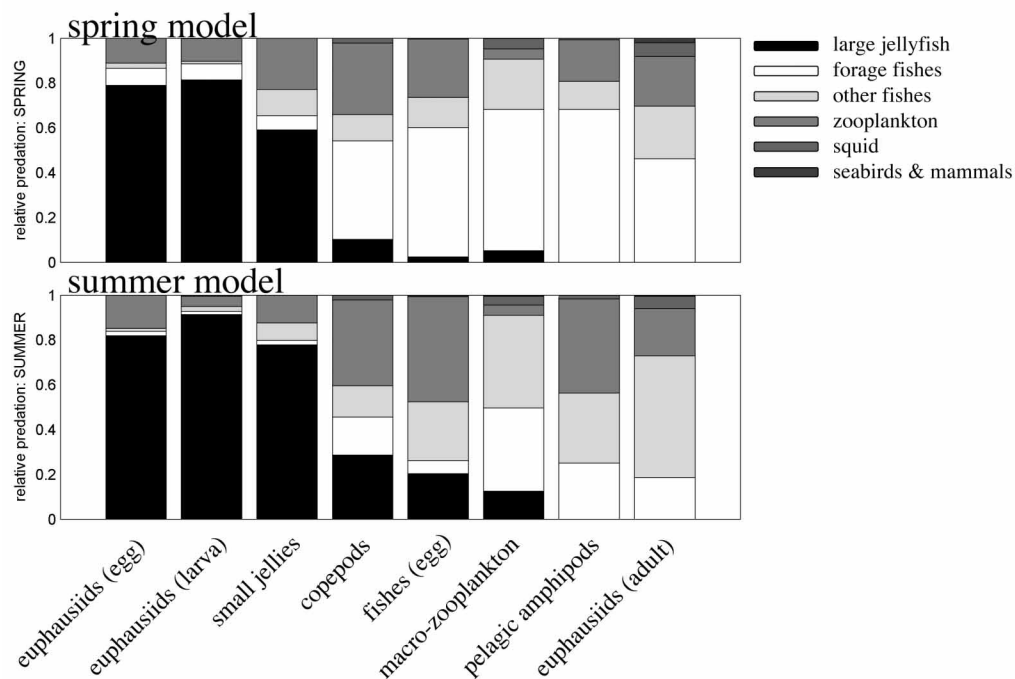 spring model
1
0.8
0.6
0.4
0.2
0
relative predation: SPRING
large jellyfish
forage fishes
other fishes
zooplankton
squid
seabirds & mammals
summer model
1
0.8
0.6
0.4
0.2
0
relative predation: SUMMER
euphausiids (egg)
euphausiids (larva)
small jellies
copepods
fishes (egg)
macro-zooplankton
pelagic amphipods
euphausiids (adult)